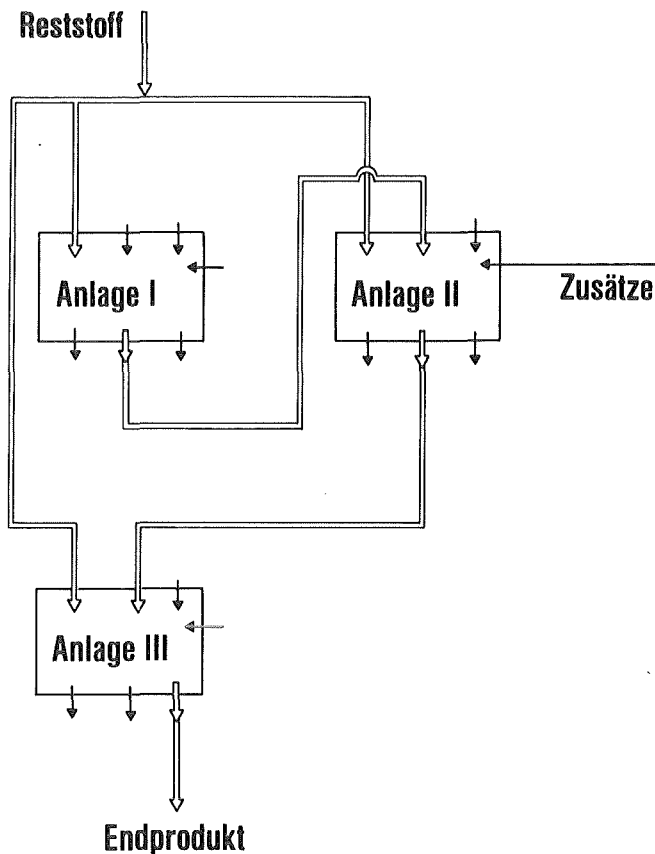 Reststoff
Anlage I
Anlage II
Zusätze
Anlage III
Endprodukt